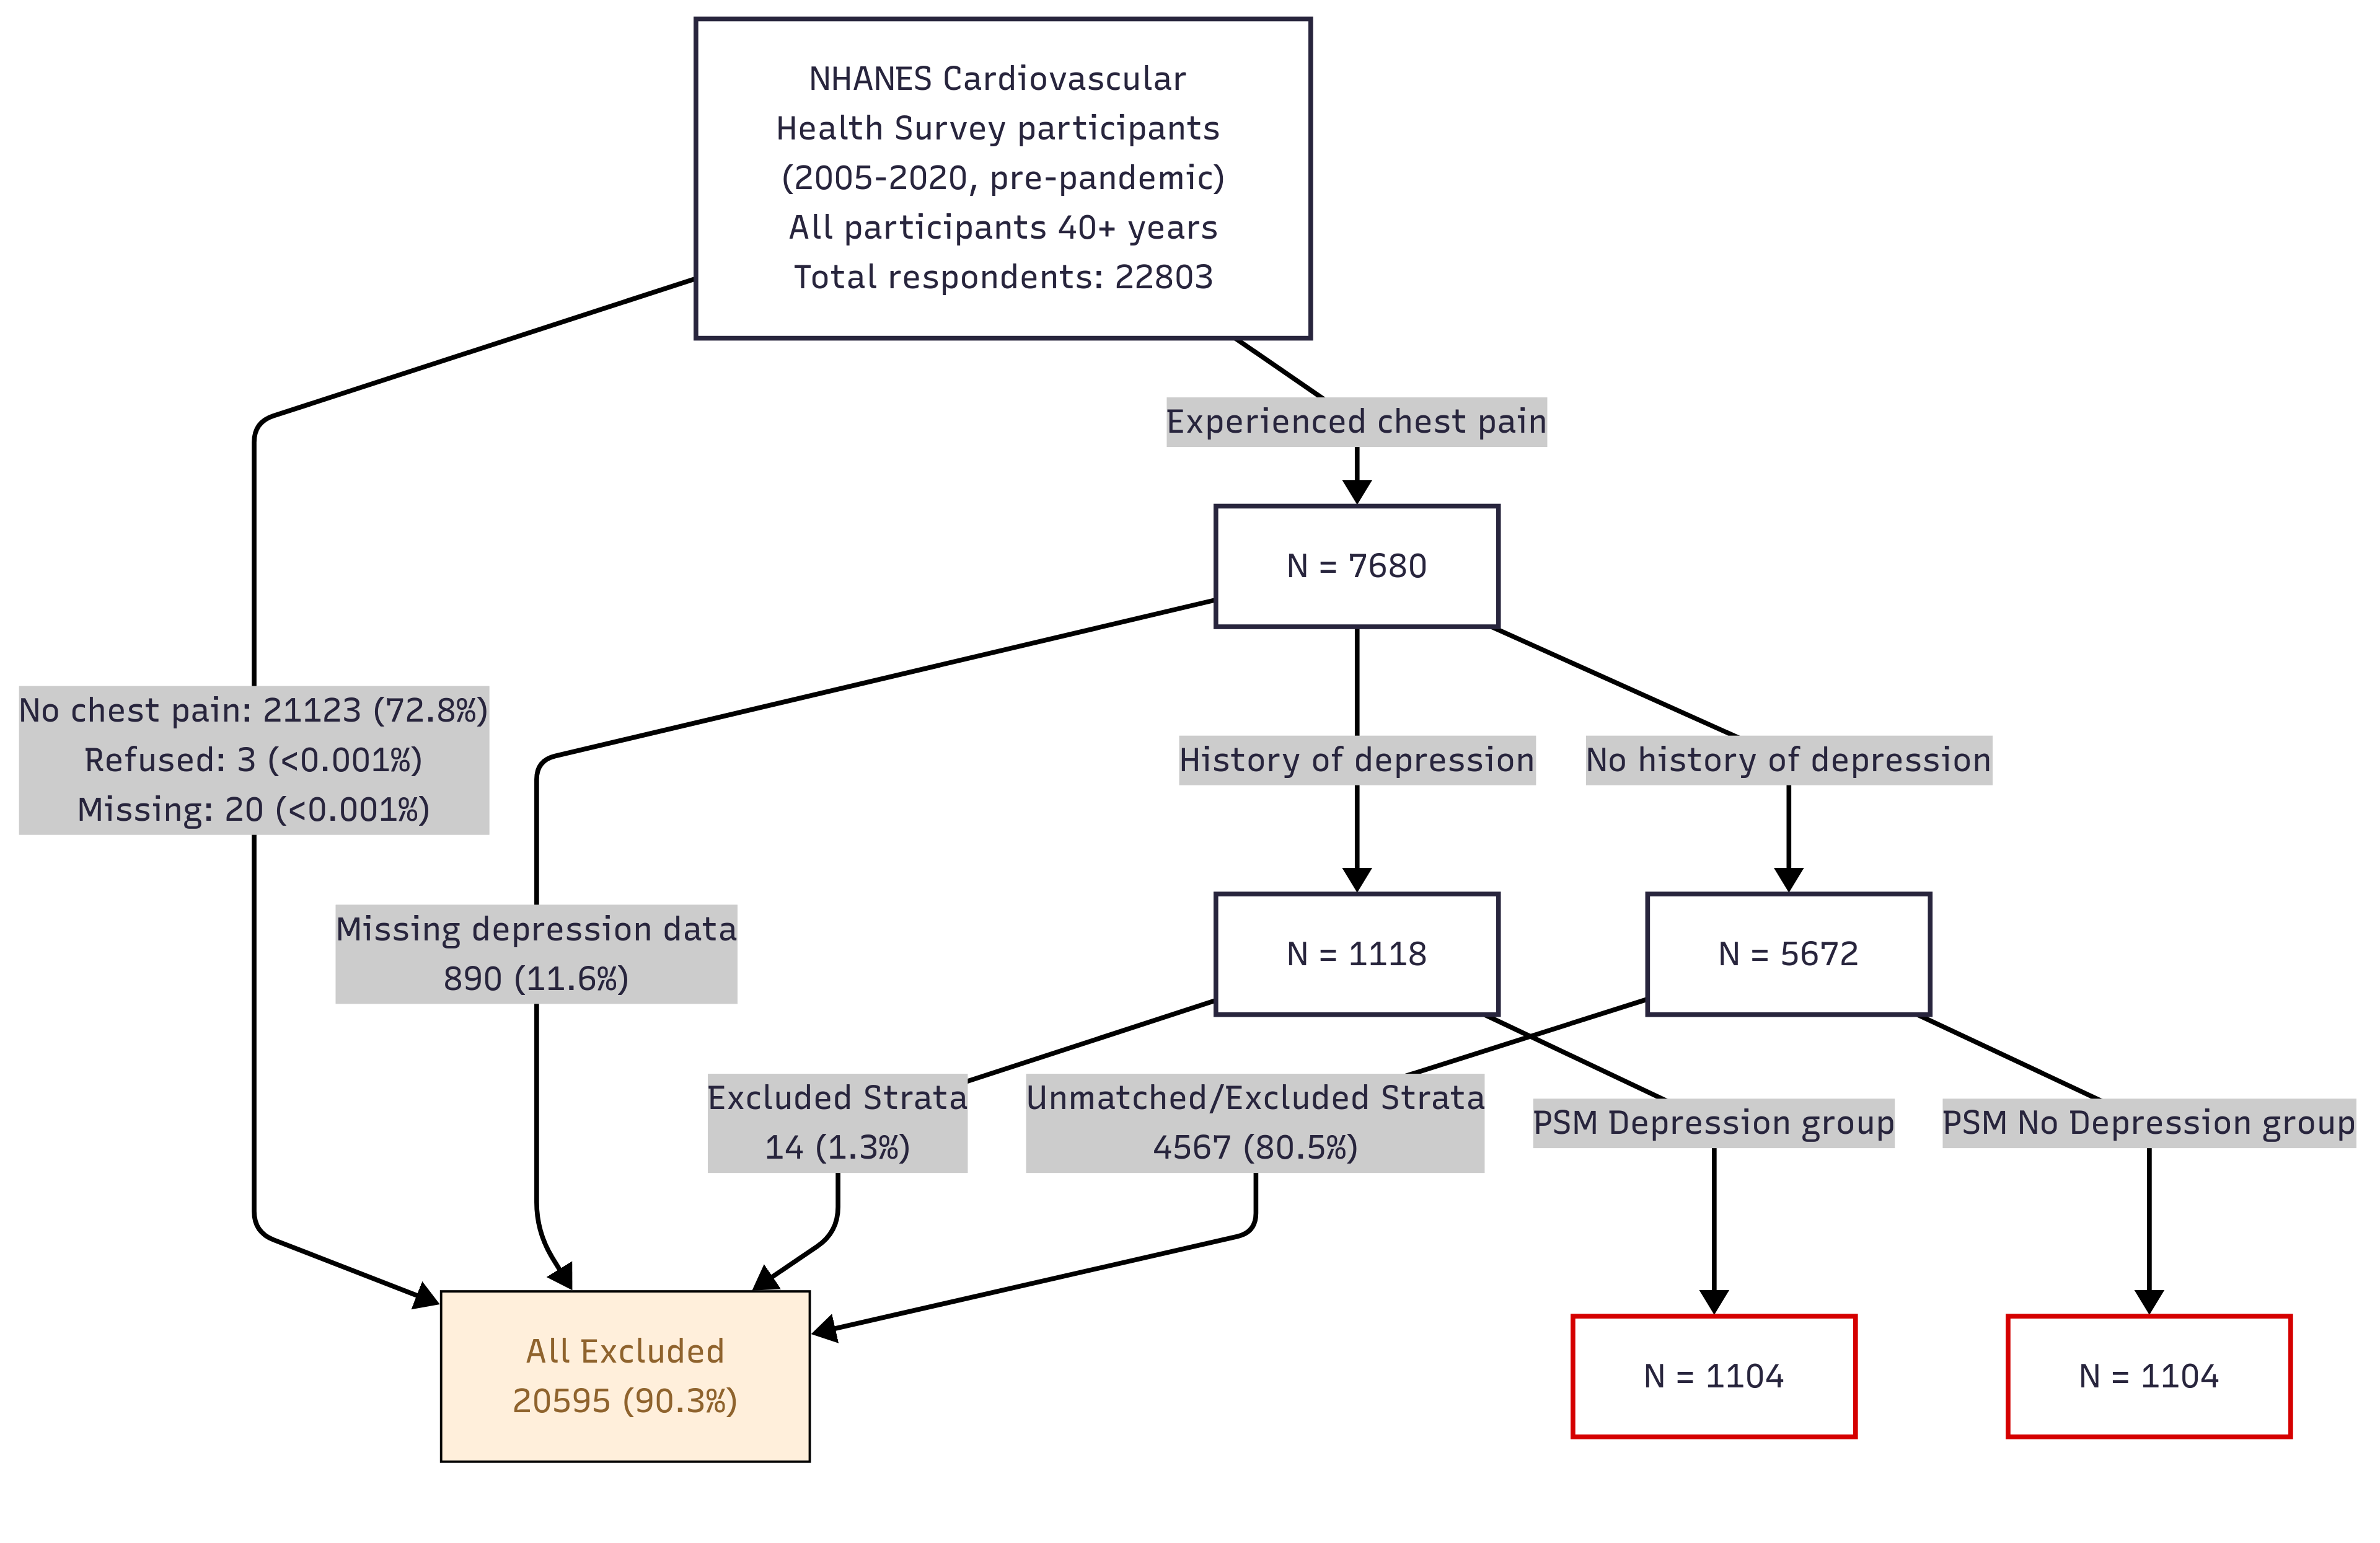 NHANES Cardiovascular
Health Survey participants
(2005-2020, pre-pandemic)
All participants 40+ years
Total respondents: 22803
Experienced chest pain
N = 7680
No chest pain: 21123 (72.8%)
Refused: 3 (<0.001%)
Missing: 20 (<0.001%)
History of depression
No history of depression
Missing depression data
890 (11.6%)
N = 1118
N = 5672
Excluded Strata
14 (1.3%)
Unmatched/Excluded Strata
4567 (80.5%)
PSM Depression group
PSM No Depression group
All Excluded
20595 (90.3%)
N = 1104
N = 1104